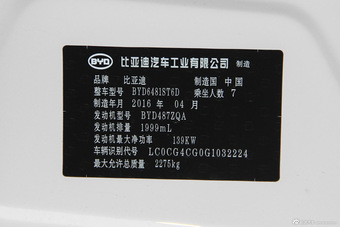 BYD 比亚迪汽车工业有限公司 制造
品牌 比亚迪 制造国 中国
整车型号 BYD6481ST6D 乘坐人数 7
制造年月 2016 年 04 月
发动机型号 BYD487ZQA
发动机排量 1999mL
发动机最大净功率 139KW
车辆识别代号 LC0CG4CG0G1032224
最大允许总质量 2275kg